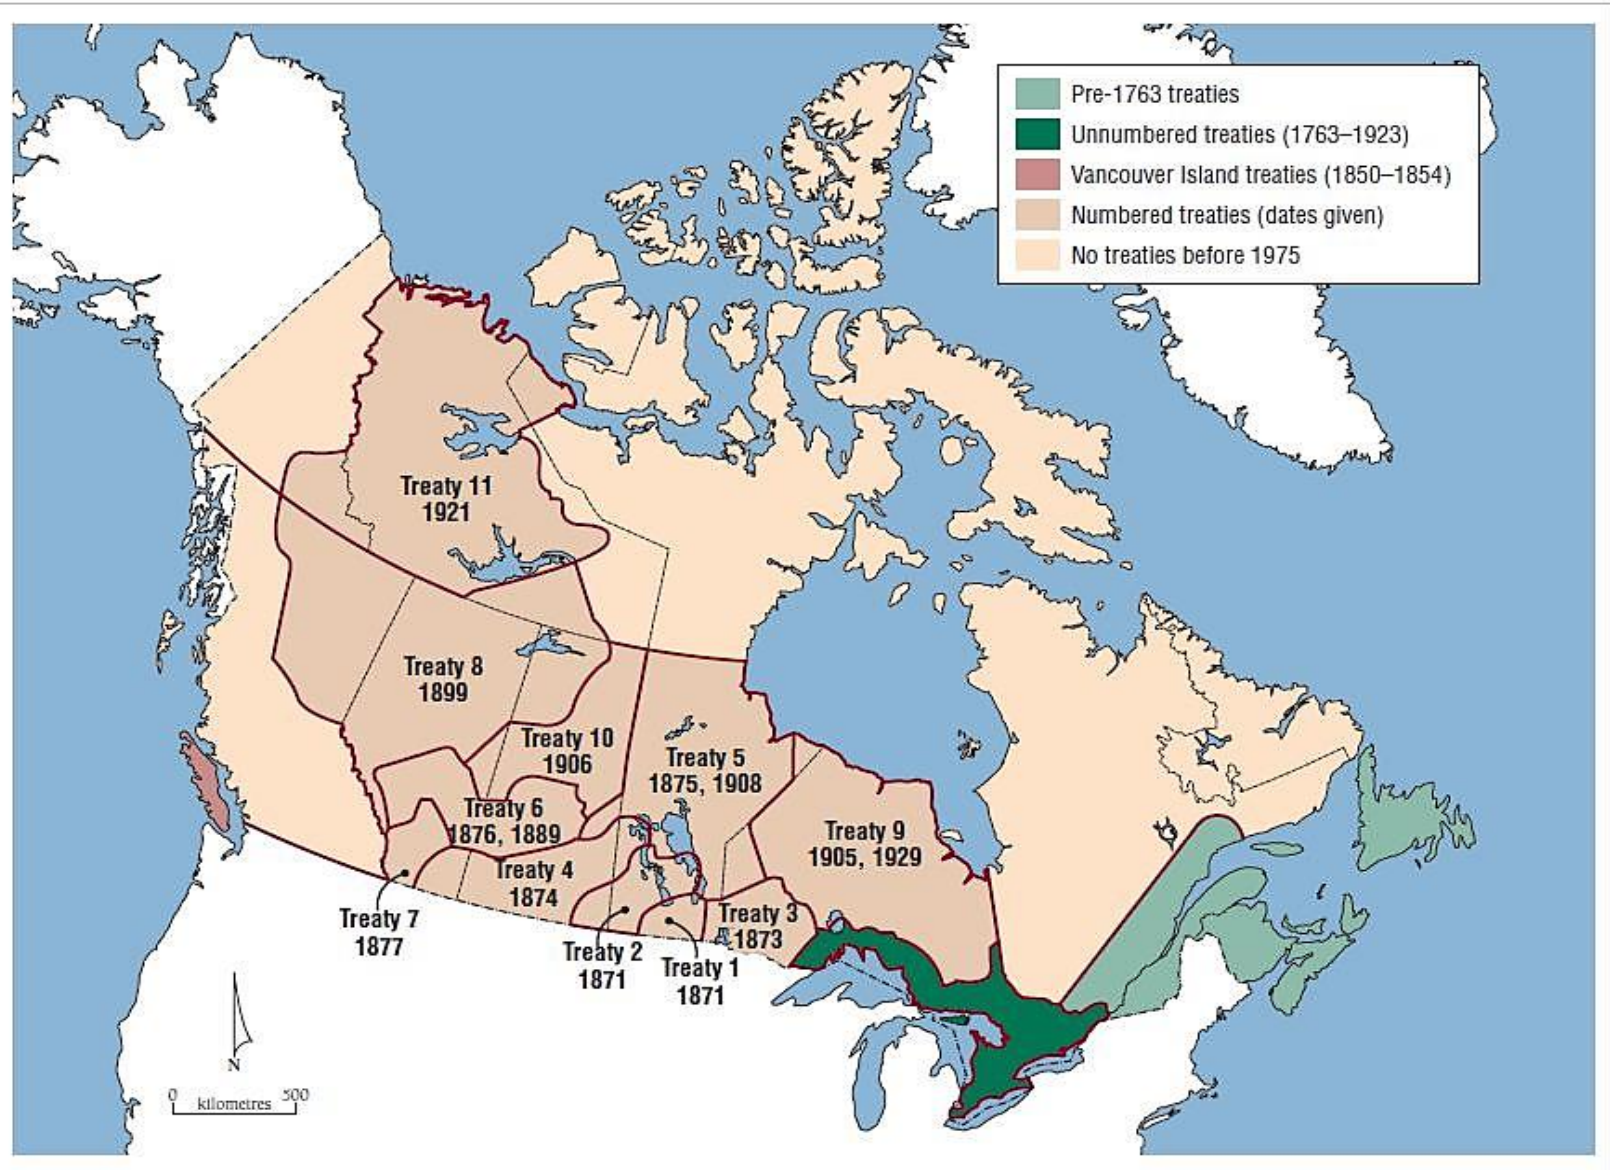 Pre-1763 treaties
Unnumbered treaties (1763–1923)
Vancouver Island treaties (1850–1854)
Numbered treaties (dates given)
No treaties before 1975
Treaty 11
1921
Treaty 8
1899
Treaty 10
1906
Treaty 5
1875, 1908
Treaty 6
1876, 1889
Treaty 9
1905, 1929
Treaty 4
1874
Treaty 7
1877
Treaty 3
1873
Treaty 2
1871
Treaty 1
1871
N
0 kilometres 500